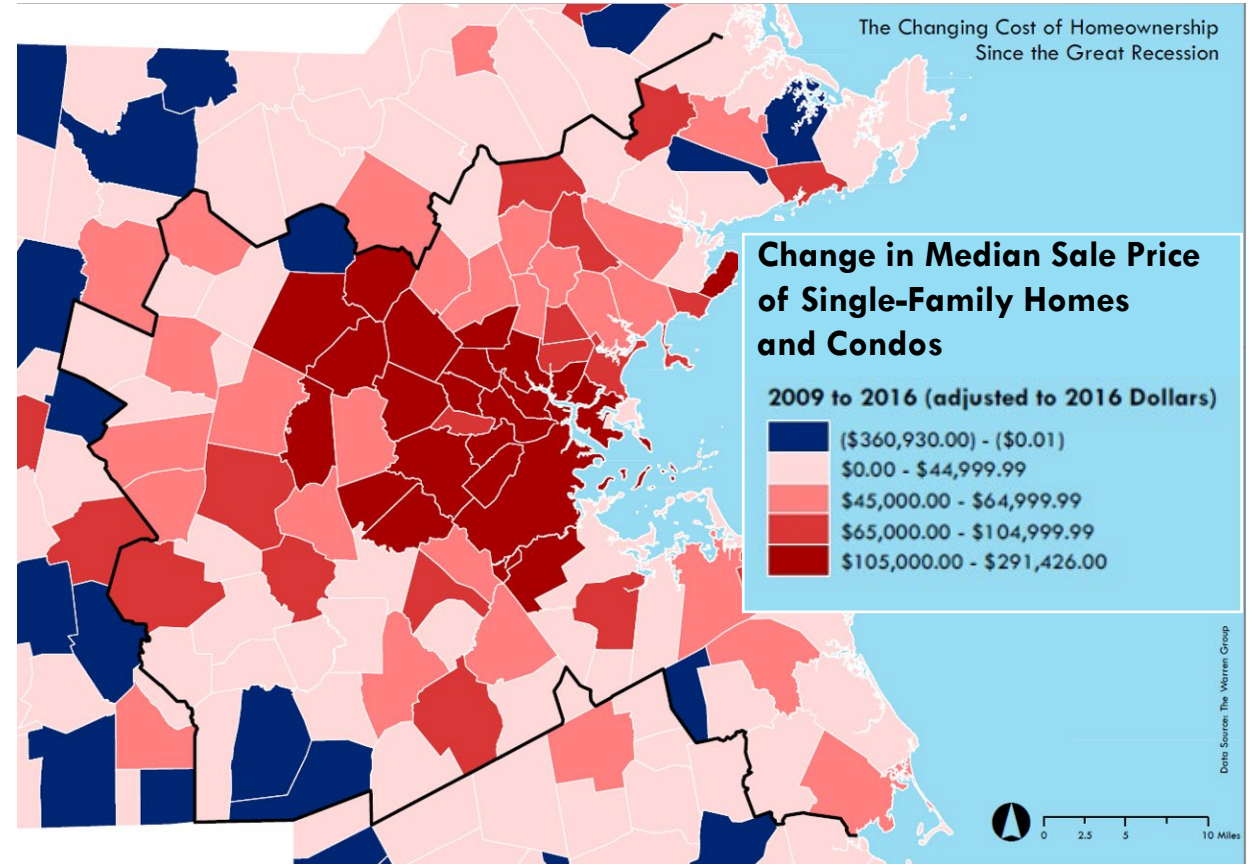 The Changing Cost of Homeownership
Since the Great Recession
Change in Median Sale Price
of Single-Family Homes
and Condos
2009 to 2016 (adjusted to 2016 Dollars)
($360,930.00) - ($0.01)
$0.00 - $44,999.99
$45,000.00 - $64,999.99
$65,000.00 - $104,999.99
$105,000.00 - $291,426.00
Data Source: The Warren Group
0 2.5 5 10 Miles